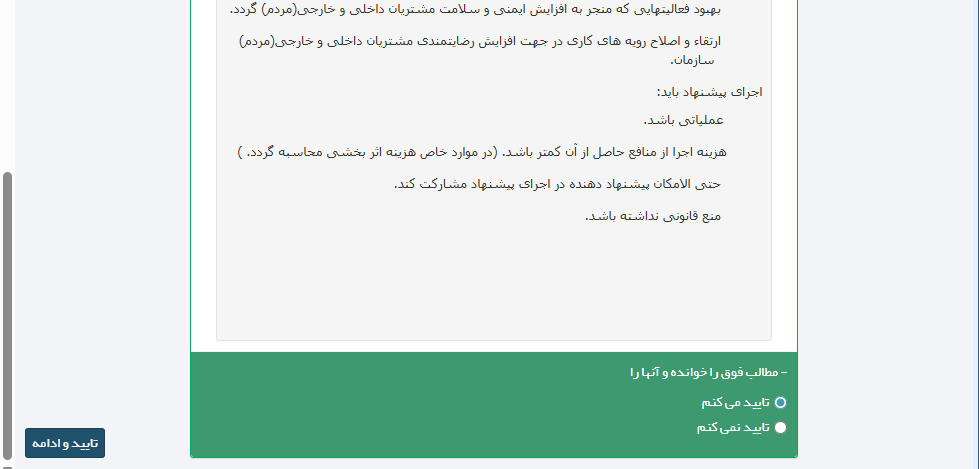 بهبود فعالیتهایی که منجر به افزایش ایمنی و سلامت مشتریان داخلی و خارجی(مردم) گردد.
ارتقاء و اصلاح رویه های کاری در جهت افزایش رضایتمندی مشتریان داخلی و خارجی(مردم)
سازمان.
اجرای پیشنهاد باید:
عملیاتی باشد.
هزینه اجرا از منافع حاصل از آن کمتر باشد. (در موارد خاص هزینه اثر بخشی محاسبه گردد. )
حتی الامکان پیشنهاد دهنده در اجرای پیشنهاد مشارکت کند.
منع قانونی نداشته باشد.
- مطالب فوق را خوانده و آنها را
تایید می کنم
تایید نمی کنم
تایید و ادامه